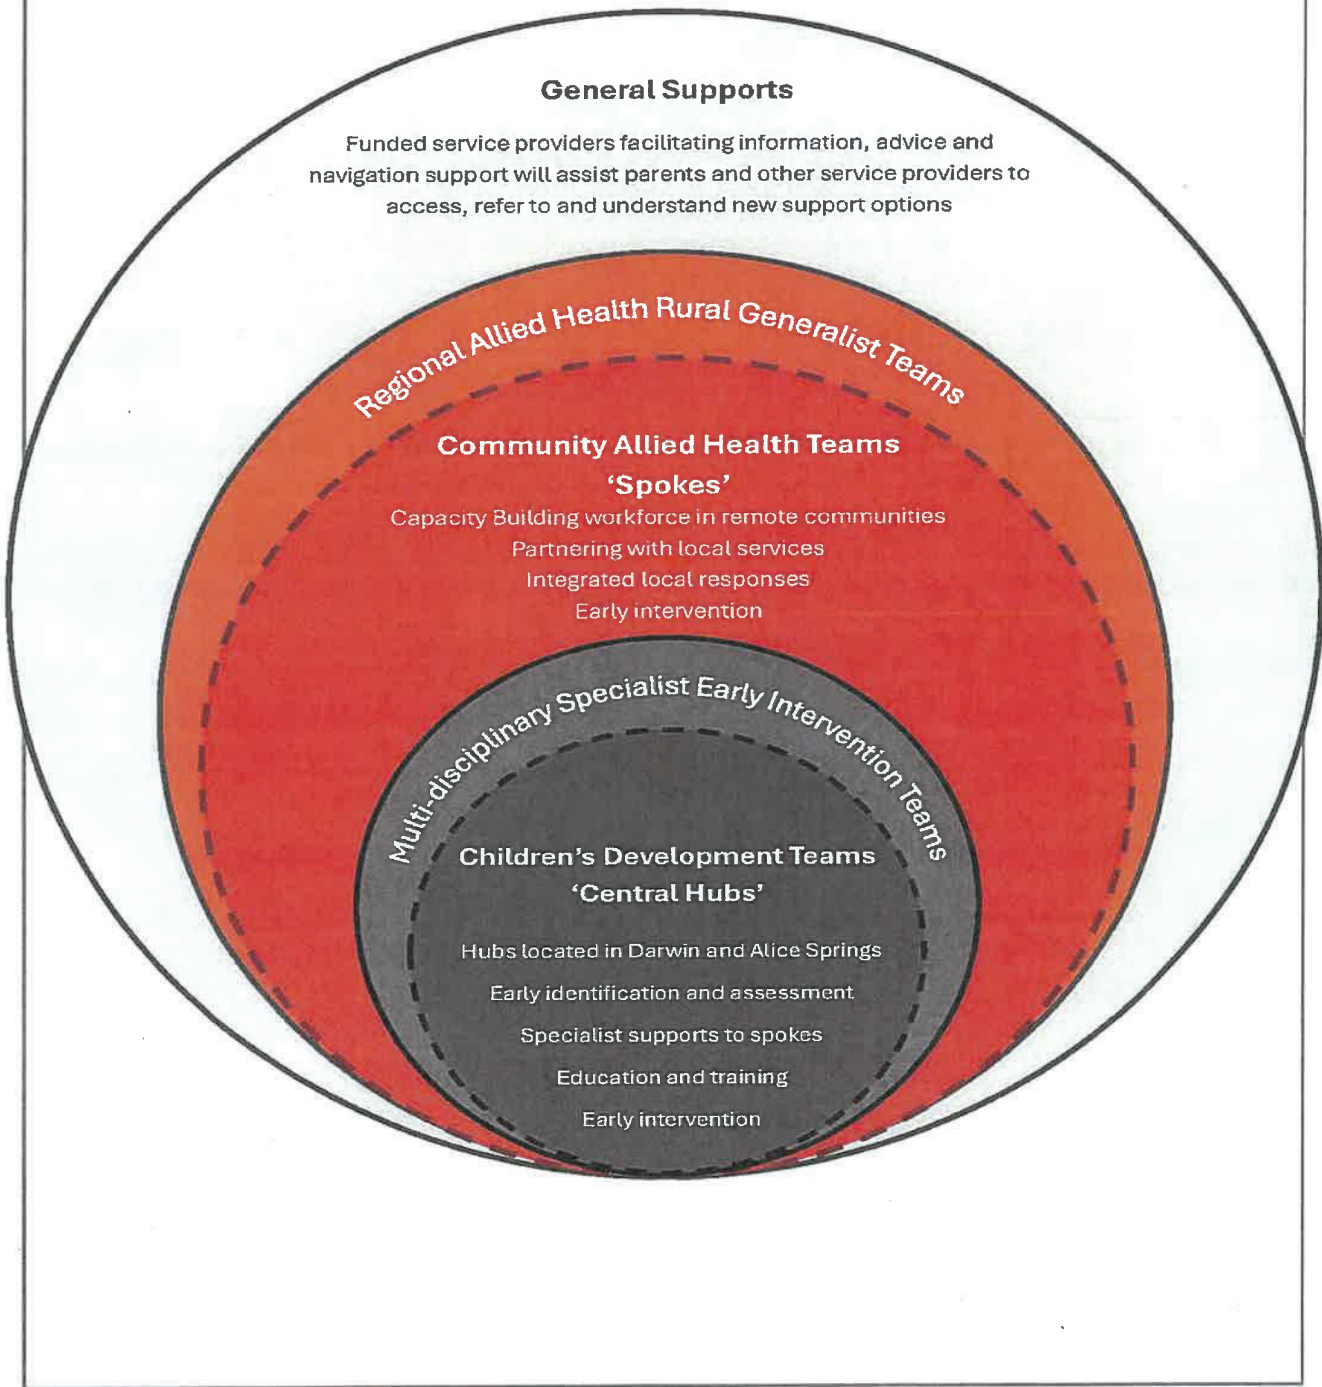 General Supports
Funded service providers facilitating information, advice and
navigation support will assist parents and other service providers to
access, refer to and understand new support options
Regional Allied Health Rural Generalist Teams
Community Allied Health Teams
‘Spokes’
Capacity Building workforce in remote communities
Partnering with local services
Integrated local responses
Early intervention
Multi-disciplinary Specialist Early Intervention Teams
Children’s Development Teams
‘Central Hubs’
Hubs located in Darwin and Alice Springs
Early identification and assessment
Specialist supports to spokes
Education and training
Early intervention